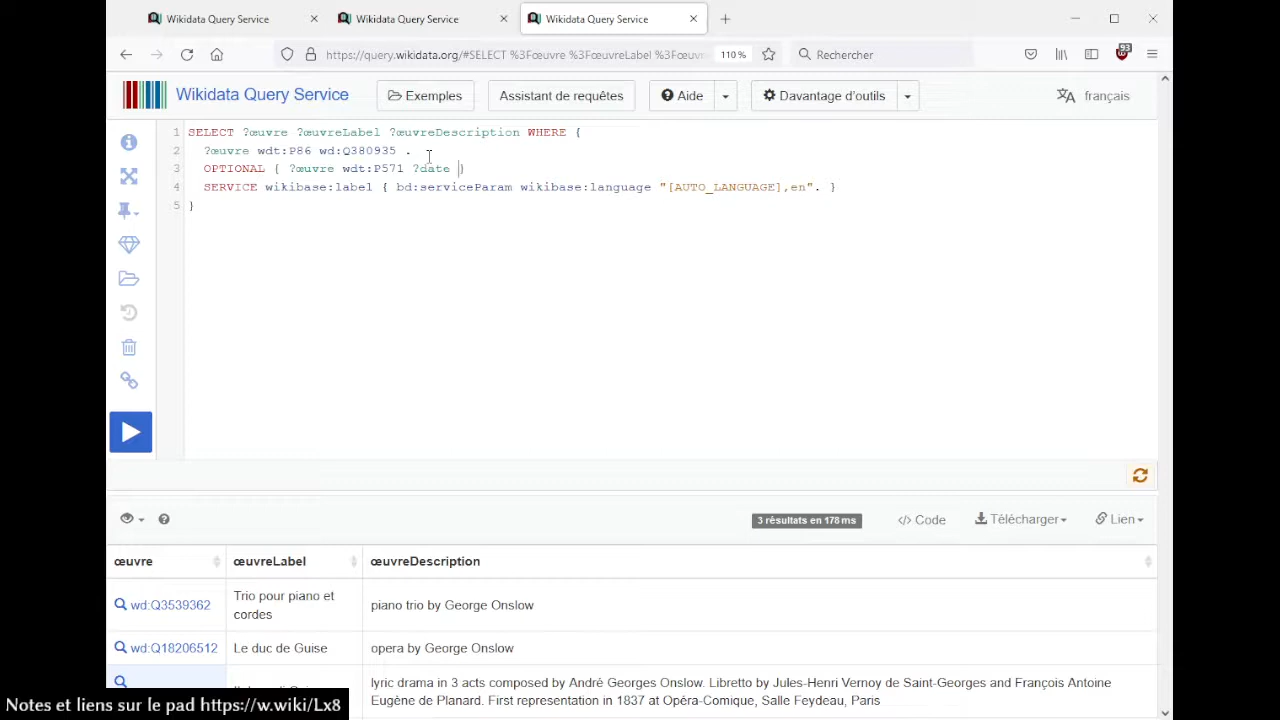 Wikidata Query Service
Wikidata Query Service
Wikidata Query Service
https://query.wikidata.org/#SELECT %3Fœuvre %3FœuvreLabel %3Fœuvr
110 %
Rechercher
93
Wikidata Query Service
Exemples
Assistant de requêtes
Aide
Davantage d'outils
français
1 SELECT ?œuvre ?œuvreLabel ?œuvreDescription WHERE {
2 ?œuvre wdt:P86 wd:Q380935 .
3 OPTIONAL { ?œuvre wdt:P571 ?date }
4 SERVICE wikibase:label { bd:serviceParam wikibase:language "[AUTO_LANGUAGE],en". }
5 }
3 résultats en 178 ms
</> Code
Télécharger
Lien
œuvre œuvreLabel œuvreDescription
wd:Q3539362
Trio pour piano et
cordes
piano trio by George Onslow
wd:Q18206512 Le duc de Guise opera by George Onslow
lyric drama in 3 acts composed by André Georges Onslow. Libretto by Jules-Henri Vernoy de Saint-Georges and François Antoine
Eugène de Planard. First representation in 1837 at Opéra-Comique, Salle Feydeau, Paris
Notes et liens sur le pad https://w.wiki/Lx8